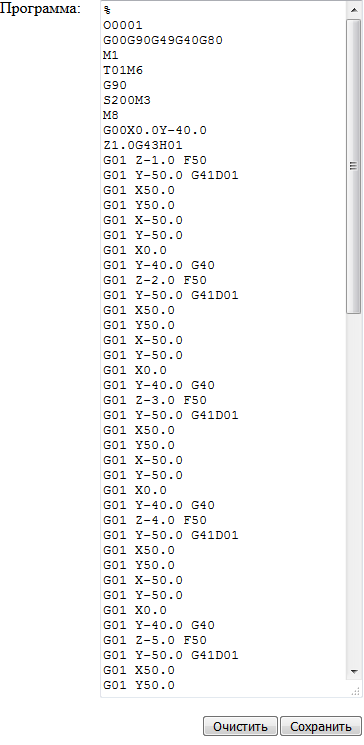 Программа:
%
O0001
G00G90G49G40G80
M1
T01M6
G90
S200M3
M8
G00X0.0Y-40.0
Z1.0G43H01
G01 Z-1.0 F50
G01 Y-50.0 G41D01
G01 X50.0
G01 Y50.0
G01 X-50.0
G01 Y-50.0
G01 X0.0
G01 Y-40.0 G40
G01 Z-2.0 F50
G01 Y-50.0 G41D01
G01 X50.0
G01 Y50.0
G01 X-50.0
G01 Y-50.0
G01 X0.0
G01 Y-40.0 G40
G01 Z-3.0 F50
G01 Y-50.0 G41D01
G01 X50.0
G01 Y50.0
G01 X-50.0
G01 Y-50.0
G01 X0.0
G01 Y-40.0 G40
G01 Z-4.0 F50
G01 Y-50.0 G41D01
G01 X50.0
G01 Y50.0
G01 X-50.0
G01 Y-50.0
G01 X0.0
G01 Y-40.0 G40
G01 Z-5.0 F50
G01 Y-50.0 G41D01
G01 X50.0
G01 Y50.0
Очистить Сохранить